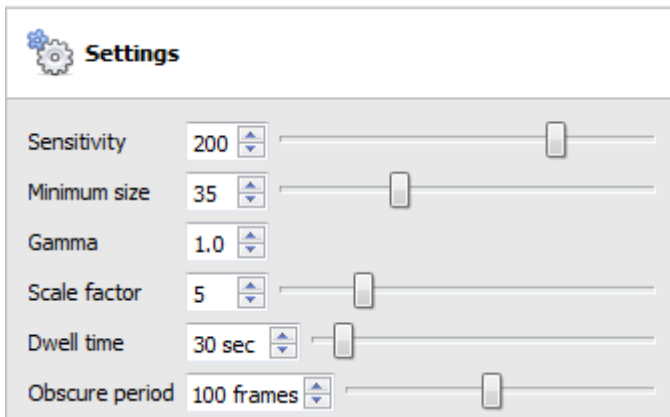 Settings
Sensitivity 200
Minimum size 35
Gamma 1.0
Scale factor 5
Dwell time 30 sec
Obscure period 100 frames